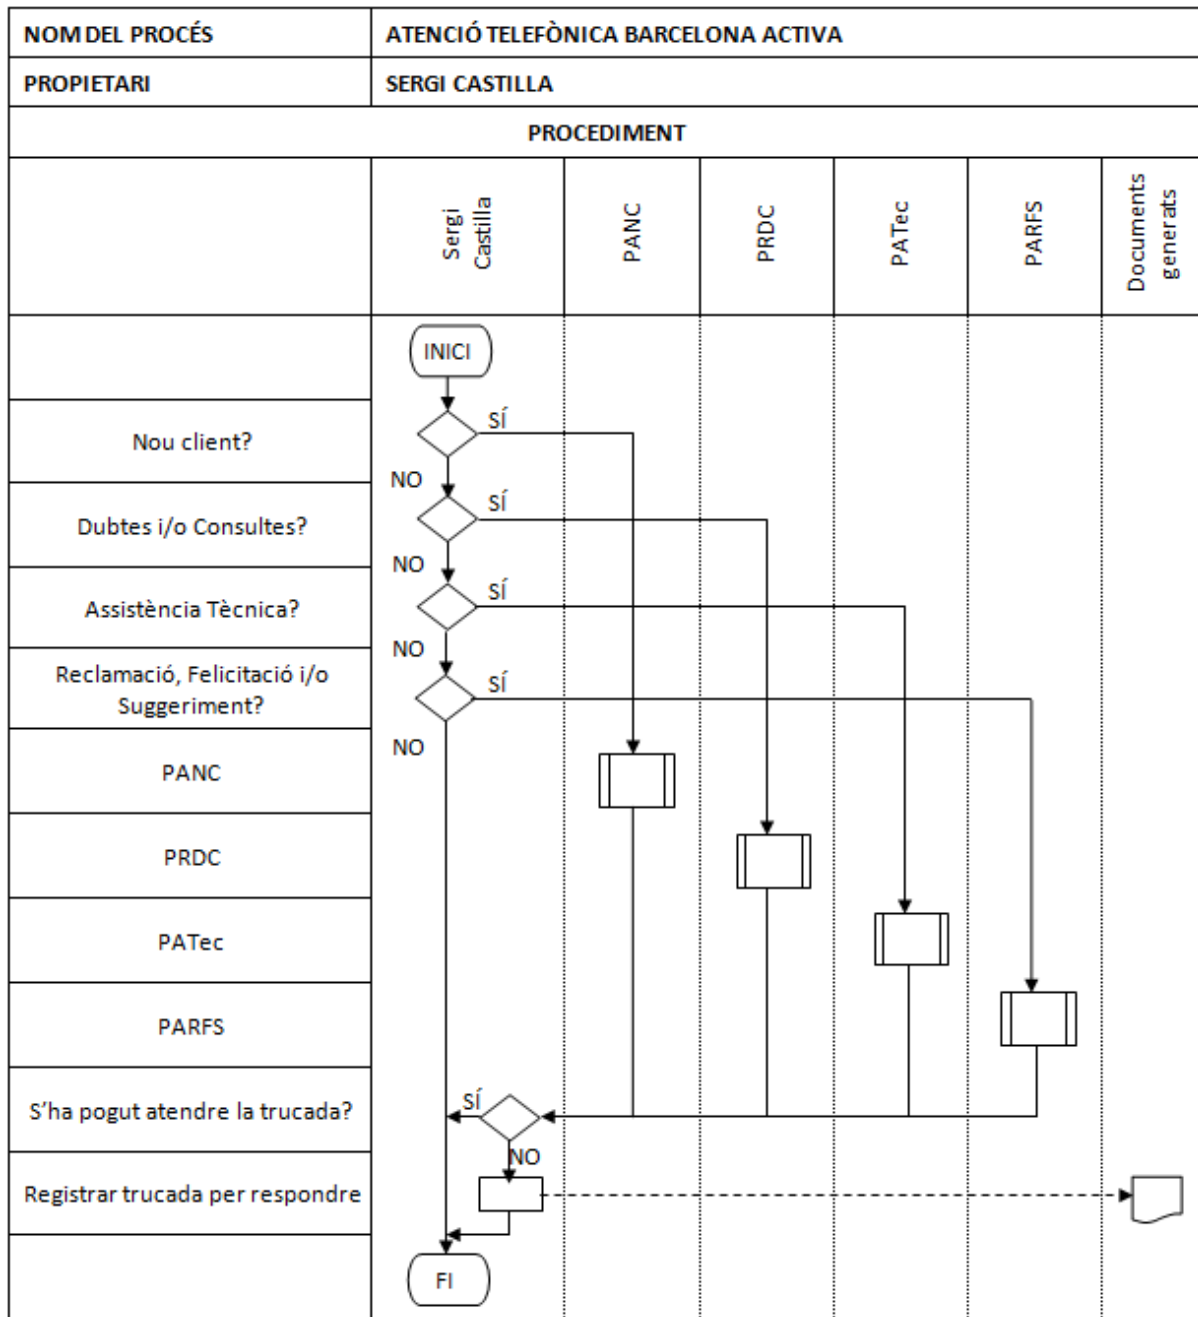 NOM DEL PROCÉS
ATENCIÓ TELEFÒNICA BARCELONA ACTIVA
PROPIETARI
SERGI CASTILLA
PROCEDIMENT
Sergi
Castilla
PANC
PRDC
PATec
PARFS
Documents
generats
INICI
Nou client?
SÍ
NO
Dubtes i/o Consultes?
SÍ
NO
Assistència Tècnica?
SÍ
NO
Reclamació, Felicitació i/o
Suggeriment?
SÍ
NO
PANC
PRDC
PATec
PARFS
S'ha pogut atendre la trucada?
SÍ
NO
Registrar trucada per respondre
FI